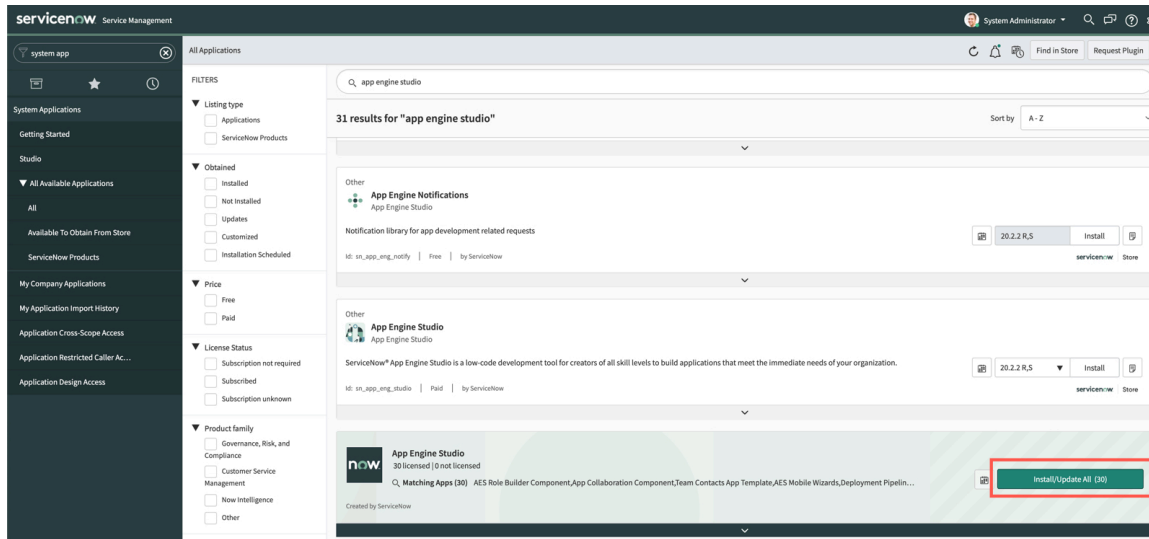 servicenow Service Management
System Administrator
system app
All Applications
Find in Store
Request Plugin
System Applications
Getting Started
Studio
All Available Applications
All
Available To Obtain From Store
ServiceNow Products
My Company Applications
My Application Import History
Application Cross-Scope Access
Application Restricted Caller Ac...
Application Design Access
FILTERS
Listing type
Applications
ServiceNow Products
Obtained
Installed
Not Installed
Updates
Customized
Installation Scheduled
Price
Free
Paid
License Status
Subscription not required
Subscribed
Subscription unknown
Product family
Governance, Risk, and
Compliance
Customer Service
Management
Now Intelligence
Other
app engine studio
31 results for "app engine studio"
Sort by A - Z
Other
App Engine Notifications
App Engine Studio
Notification library for app development related requests
20.2.2 R,S Install
Id: sn_app_eng_notify | Free | by ServiceNow
servicenow Store
Other
App Engine Studio
App Engine Studio
ServiceNow® App Engine Studio is a low-code development tool for creators of all skill levels to build applications that meet the immediate needs of your organization.
20.2.2 R,S Install
Id: sn_app_eng_studio | Paid | by ServiceNow
servicenow Store
now
App Engine Studio
30 licensed | 0 not licensed
Matching Apps (30) AES Role Builder Component,App Collaboration Component,Team Contacts App Template,AES Mobile Wizards,Deployment Pipelin...
Install/Update All (30)
Created by ServiceNow